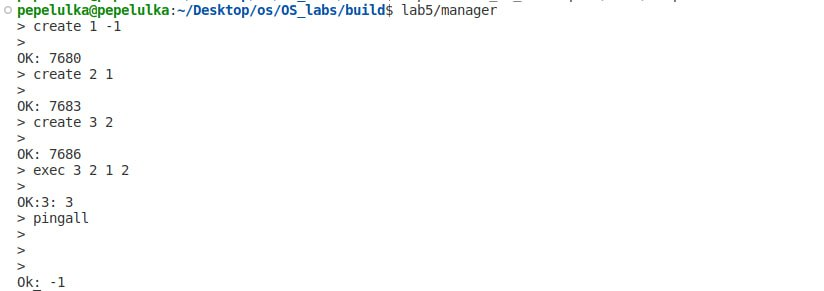 pepelulka@pepelulka:~/Desktop/os/OS_labs/build$ lab5/manager
> create 1 -1
>
OK: 7680
> create 2 1
>
OK: 7683
> create 3 2
>
OK: 7686
> exec 3 2 1 2
>
OK:3: 3
> pingall
>
>
>
Ok: -1